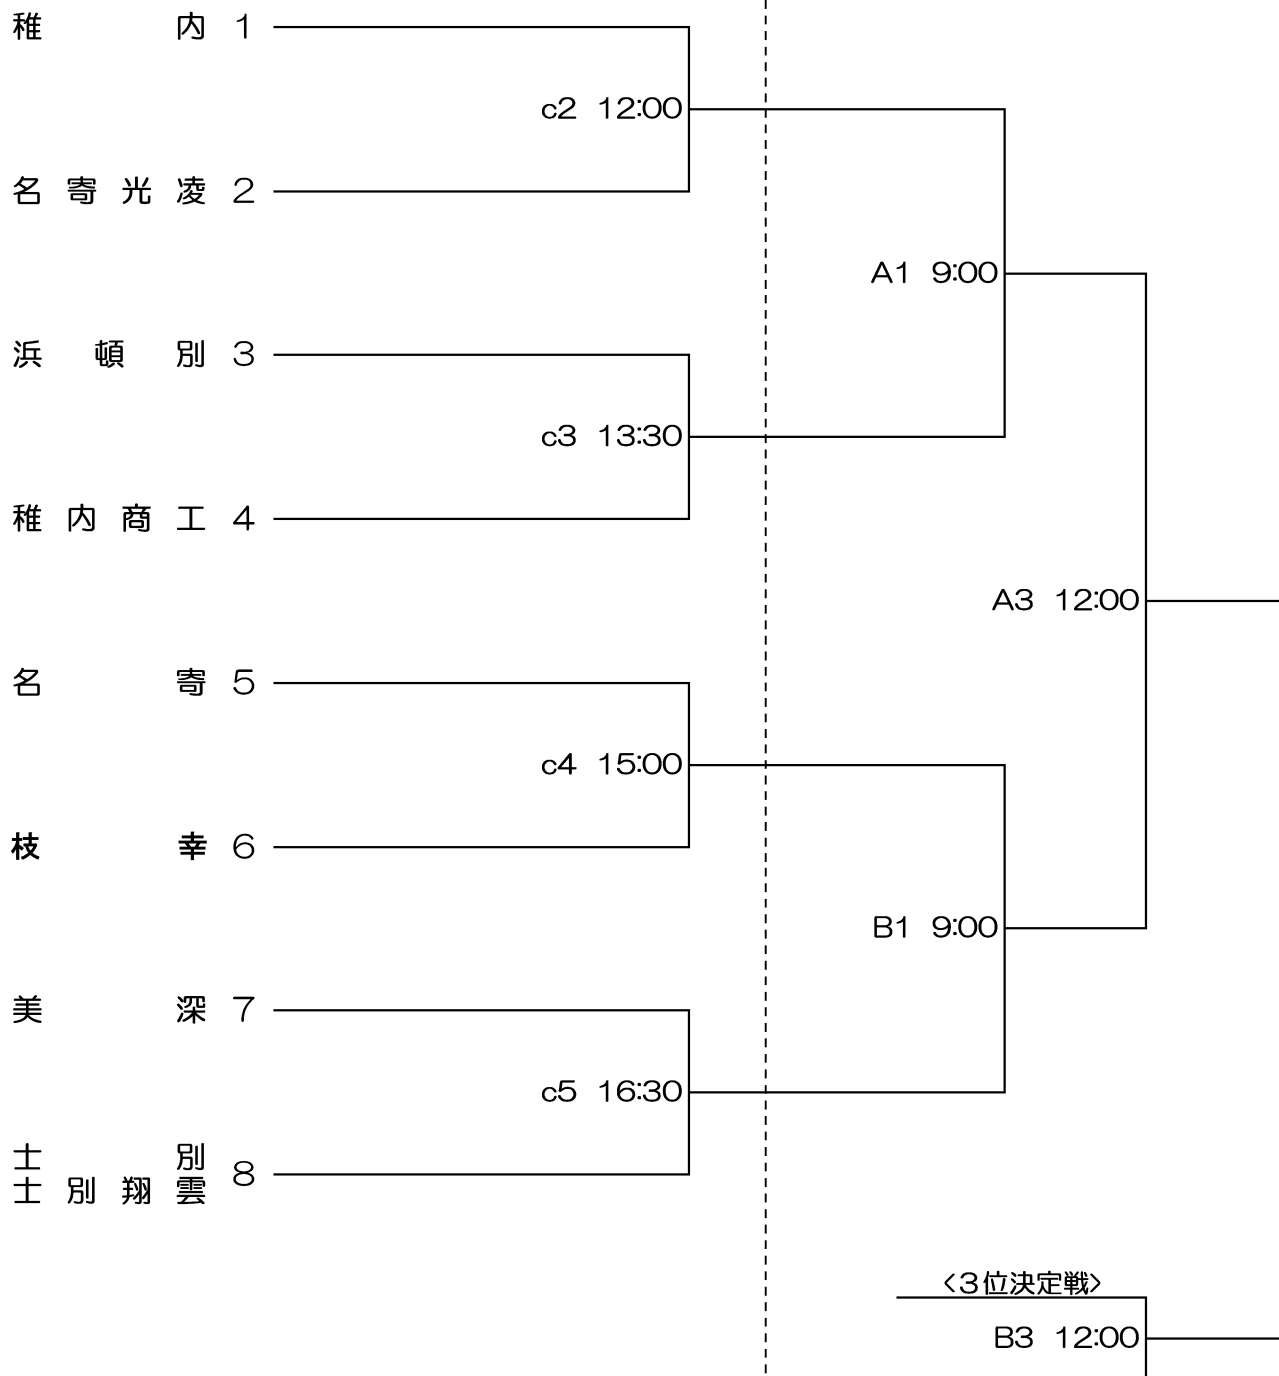 稚内 1
c2 12:00
名寄光凌 2
A1 9:00
浜頓別 3
c3 13:30
稚内商工 4
A3 12:00
名寄 5
c4 15:00
枝幸 6
B1 9:00
美深 7
c5 16:30
士別
8
士別翔雲
<3位決定戦>
B3 12:00